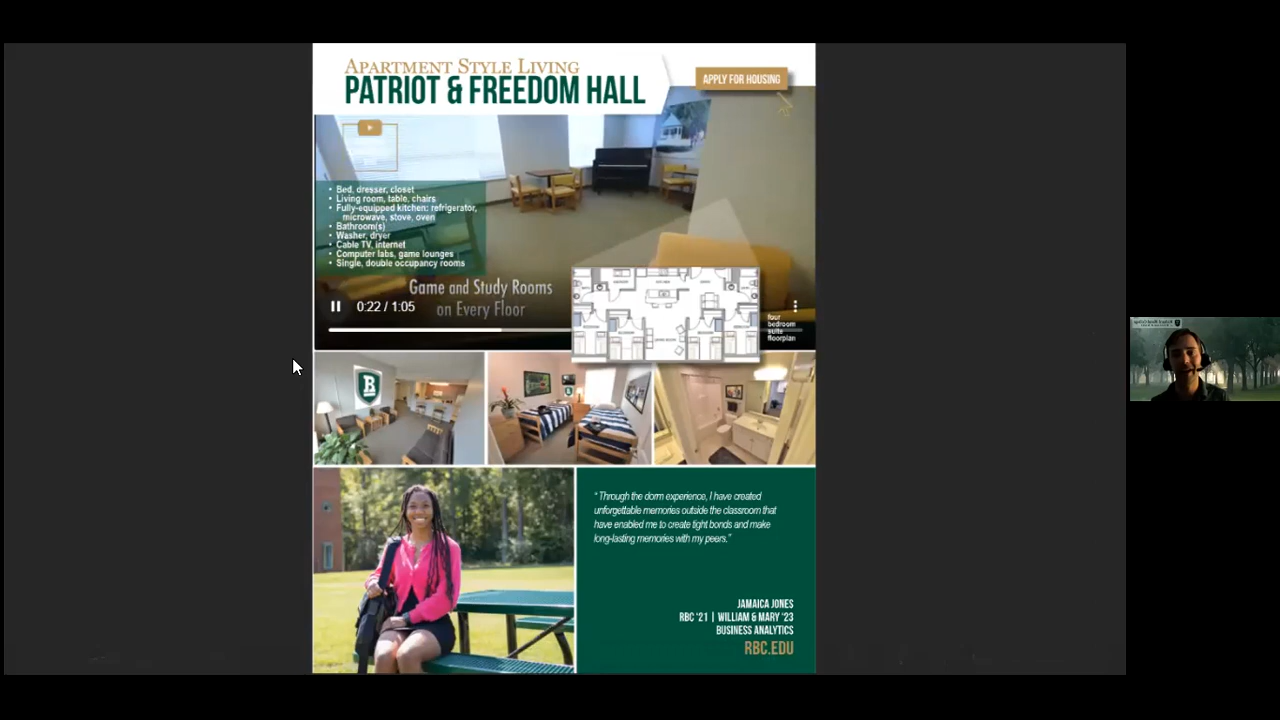 APARTMENT STYLE LIVING
PATRIOT & FREEDOM HALL
APPLY FOR HOUSING
• Bed, dresser, closet
• Living room, table, chairs
• Fully-equipped kitchen: refrigerator,
microwave, stove, oven
• Bathroom(s)
• Washer, dryer
• Cable TV, internet
• Computer labs, game lounges
• Single, double occupancy rooms
Game and Study Rooms
on Every Floor
0:22 / 1:05
four
bedroom
suite
floorplan
B
"Through the dorm experience, I have created
unforgettable memories outside the classroom that
have enabled me to create tight bonds and make
long-lasting memories with my peers."
JAMAICA JONES
RBC '21 | WILLIAM & MARY '23
BUSINESS ANALYTICS
RBC.EDU